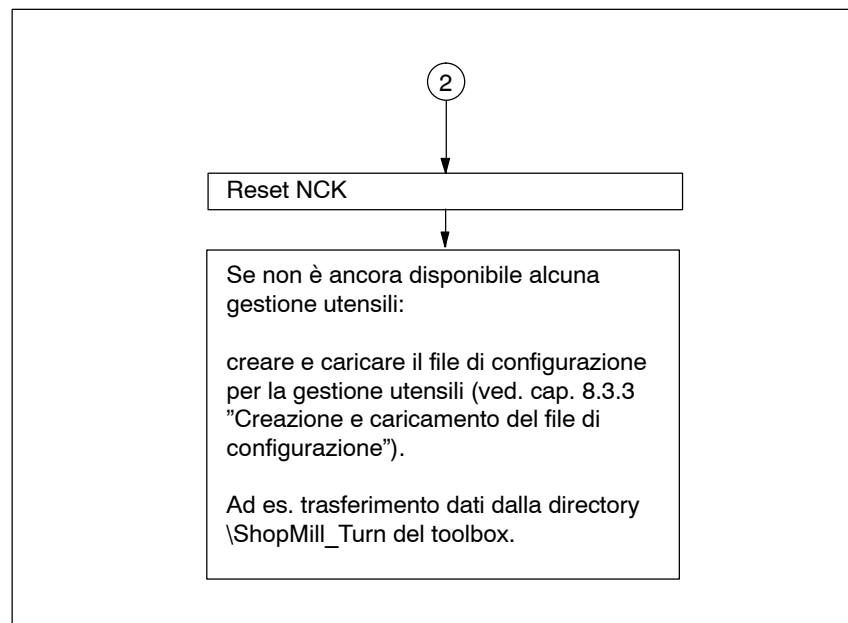 2
Reset NCK
Se non è ancora disponibile alcuna
gestione utensili:
creare e caricare il file di configurazione
per la gestione utensili (ved. cap. 8.3.3
”Creazione e caricamento del file di
configurazione”).
Ad es. trasferimento dati dalla directory
\ShopMill_Turn del toolbox.